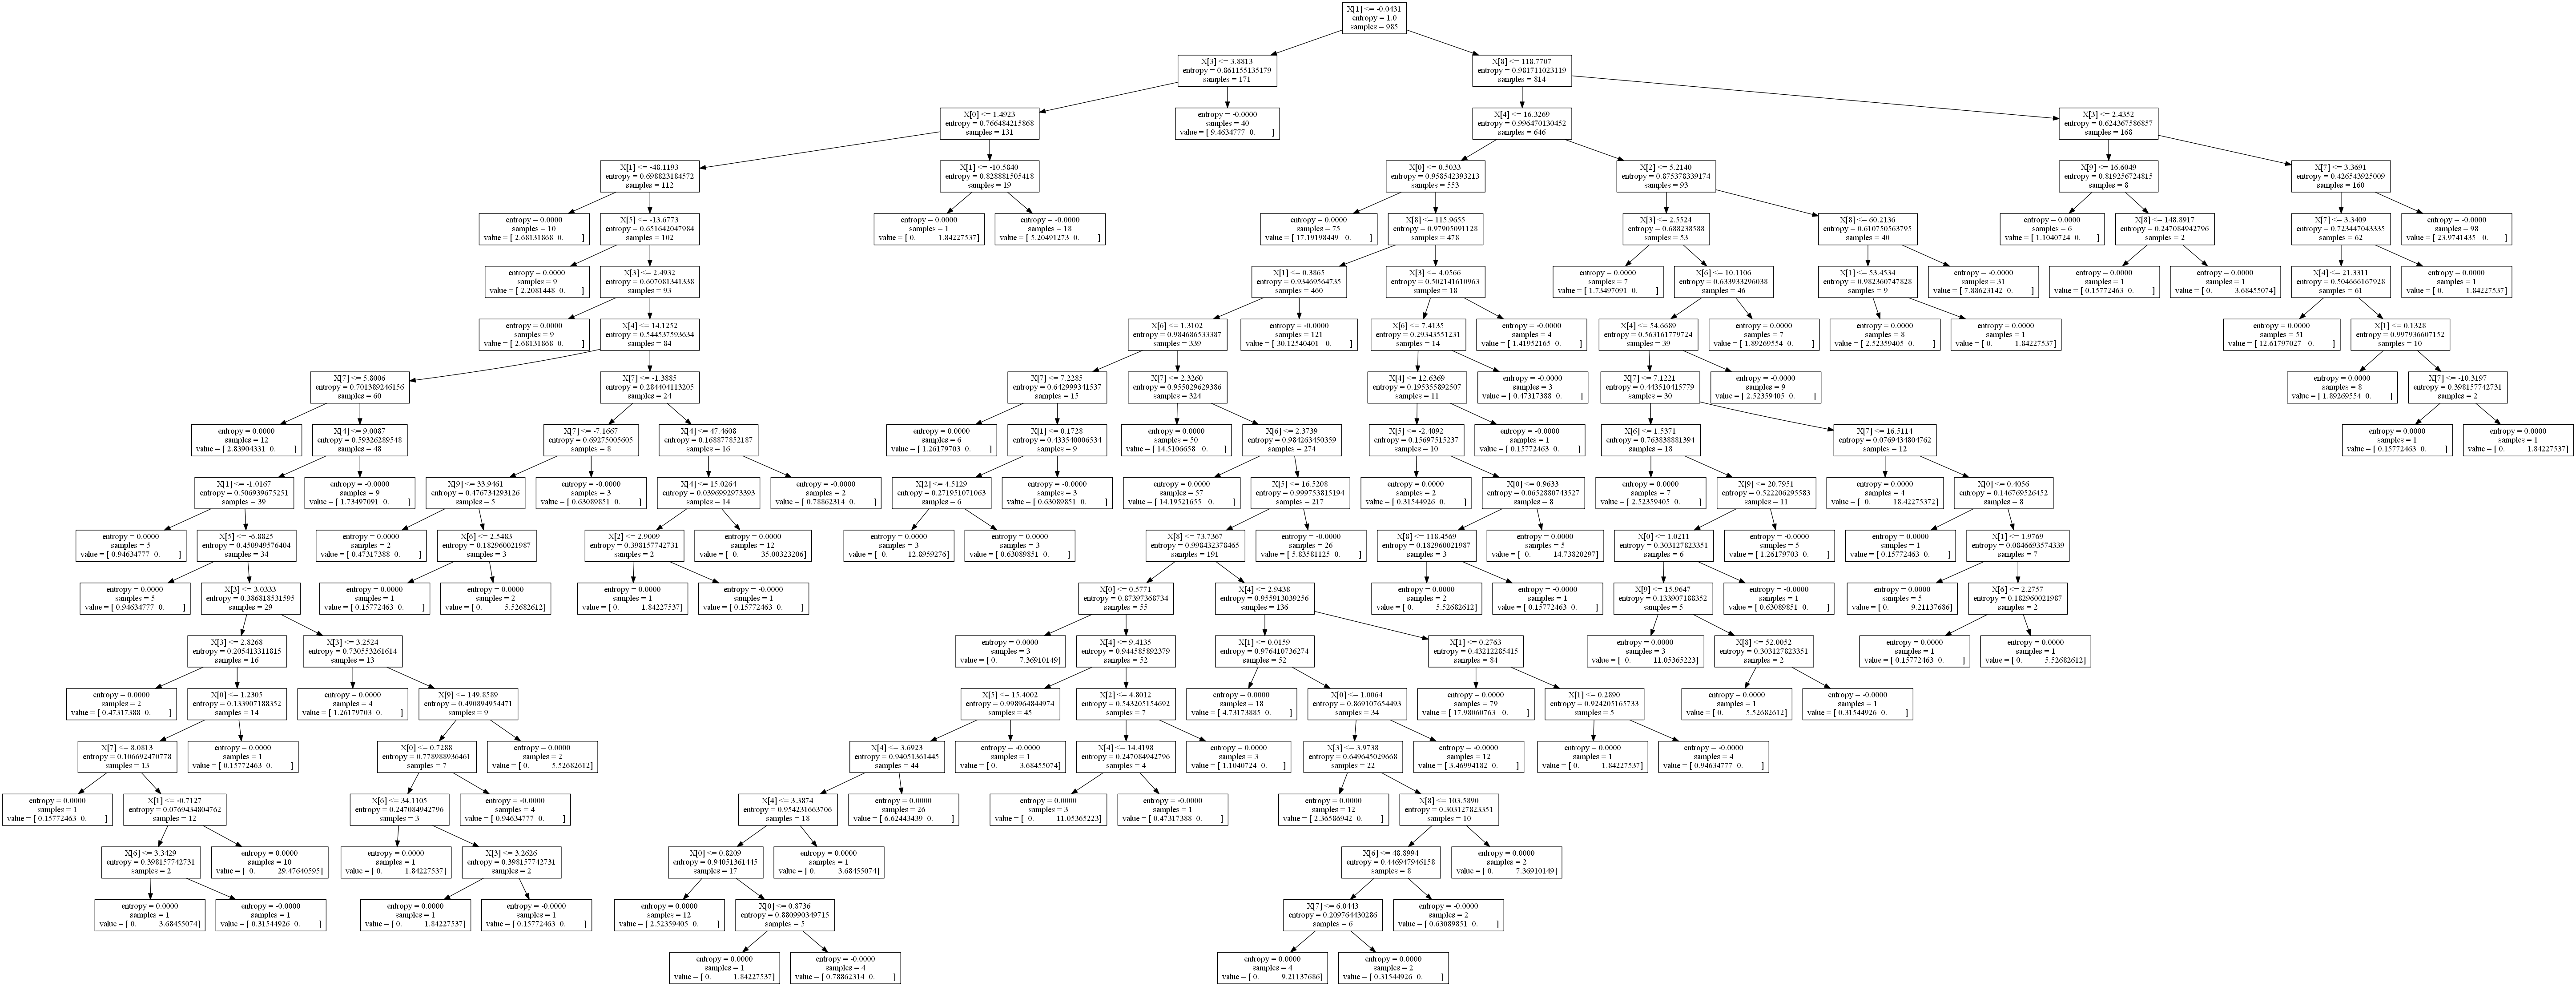 X[1] <= -0.0431
entropy = 1.0
samples = 985
X[3] <= 3.8813
entropy = 0.861155135179
samples = 171
X[8] <= 118.7707
entropy = 0.981711023119
samples = 814
X[0] <= 1.4923
entropy = 0.766484215868
samples = 131
entropy = -0.0000
samples = 40
value = [ 9.4634777 0. ]
X[4] <= 16.3269
entropy = 0.996470130452
samples = 646
X[3] <= 2.4352
entropy = 0.624367586857
samples = 168
X[1] <= -48.1193
entropy = 0.698823184572
samples = 112
X[1] <= -10.5840
entropy = 0.828881505418
samples = 19
X[0] <= 0.5033
entropy = 0.958542393213
samples = 553
X[2] <= 5.2140
entropy = 0.875378339174
samples = 93
X[9] <= 16.6049
entropy = 0.819256724815
samples = 8
X[7] <= 3.3691
entropy = 0.426543925009
samples = 160
entropy = 0.0000
samples = 10
value = [ 2.68131868 0. ]
X[5] <= -13.6773
entropy = 0.651642047984
samples = 102
entropy = 0.0000
samples = 1
value = [ 0. 1.84227537]
entropy = -0.0000
samples = 18
value = [ 5.20491273 0. ]
entropy = 0.0000
samples = 75
value = [ 17.19198449 0. ]
X[8] <= 115.9655
entropy = 0.97905091128
samples = 478
X[3] <= 2.5524
entropy = 0.688238588
samples = 53
X[8] <= 60.2136
entropy = 0.610750563795
samples = 40
entropy = 0.0000
samples = 6
value = [ 1.1040724 0. ]
X[8] <= 148.8917
entropy = 0.247084942796
samples = 2
X[7] <= 3.3409
entropy = 0.723447043335
samples = 62
entropy = -0.0000
samples = 98
value = [ 23.9741435 0. ]
entropy = 0.0000
samples = 9
value = [ 2.2081448 0. ]
X[3] <= 2.4932
entropy = 0.607081341338
samples = 93
X[1] <= 0.3865
entropy = 0.93469564735
samples = 460
X[3] <= 4.0566
entropy = 0.502141610963
samples = 18
entropy = 0.0000
samples = 7
value = [ 1.73497091 0. ]
X[6] <= 10.1106
entropy = 0.633933296038
samples = 46
X[1] <= 53.4534
entropy = 0.982360747828
samples = 9
entropy = -0.0000
samples = 31
value = [ 7.88623142 0. ]
entropy = 0.0000
samples = 1
value = [ 0.15772463 0. ]
entropy = 0.0000
samples = 1
value = [ 0. 3.68455074]
X[4] <= 21.3311
entropy = 0.504666167928
samples = 61
entropy = 0.0000
samples = 1
value = [ 0. 1.84227537]
entropy = 0.0000
samples = 9
value = [ 2.68131868 0. ]
X[4] <= 14.1252
entropy = 0.544537593634
samples = 84
X[6] <= 1.3102
entropy = 0.984686533387
samples = 339
entropy = -0.0000
samples = 121
value = [ 30.12540401 0. ]
X[6] <= 7.4135
entropy = 0.29343551231
samples = 14
entropy = -0.0000
samples = 4
value = [ 1.41952165 0. ]
X[4] <= 54.6689
entropy = 0.563161779724
samples = 39
entropy = 0.0000
samples = 7
value = [ 1.89269554 0. ]
entropy = 0.0000
samples = 8
value = [ 2.52359405 0. ]
entropy = 0.0000
samples = 1
value = [ 0. 1.84227537]
entropy = 0.0000
samples = 51
value = [ 12.61797027 0. ]
X[1] <= 0.1328
entropy = 0.997936607152
samples = 10
X[7] <= 5.8006
entropy = 0.701389246156
samples = 60
X[7] <= -1.3885
entropy = 0.284404113205
samples = 24
X[7] <= 7.2285
entropy = 0.642999341537
samples = 15
X[7] <= 2.3260
entropy = 0.955029629386
samples = 324
X[4] <= 12.6369
entropy = 0.195355892507
samples = 11
entropy = -0.0000
samples = 3
value = [ 0.47317388 0. ]
X[7] <= 7.1221
entropy = 0.443510415779
samples = 30
entropy = -0.0000
samples = 9
value = [ 2.52359405 0. ]
entropy = 0.0000
samples = 8
value = [ 1.89269554 0. ]
X[7] <= -10.3197
entropy = 0.398157742731
samples = 2
entropy = 0.0000
samples = 12
value = [ 2.83904331 0. ]
X[4] <= 9.0087
entropy = 0.59326289548
samples = 48
X[7] <= -7.1667
entropy = 0.69275005605
samples = 8
X[4] <= 47.4608
entropy = 0.168877852187
samples = 16
entropy = 0.0000
samples = 6
value = [ 1.26179703 0. ]
X[1] <= 0.1728
entropy = 0.433540006534
samples = 9
entropy = 0.0000
samples = 50
value = [ 14.5106658 0. ]
X[6] <= 2.3739
entropy = 0.984263450359
samples = 274
X[5] <= -2.4092
entropy = 0.15697515237
samples = 10
entropy = -0.0000
samples = 1
value = [ 0.15772463 0. ]
X[6] <= 1.5371
entropy = 0.763838881394
samples = 18
X[7] <= 16.5114
entropy = 0.0769434804762
samples = 12
entropy = 0.0000
samples = 1
value = [ 0.15772463 0. ]
entropy = 0.0000
samples = 1
value = [ 0. 1.84227537]
X[1] <= -1.0167
entropy = 0.506939675251
samples = 39
entropy = -0.0000
samples = 9
value = [ 1.73497091 0. ]
X[9] <= 33.9461
entropy = 0.476734293126
samples = 5
entropy = -0.0000
samples = 3
value = [ 0.63089851 0. ]
X[4] <= 15.0264
entropy = 0.0396992973393
samples = 14
entropy = -0.0000
samples = 2
value = [ 0.78862314 0. ]
X[2] <= 4.5129
entropy = 0.271951071063
samples = 6
entropy = -0.0000
samples = 3
value = [ 0.63089851 0. ]
entropy = 0.0000
samples = 57
value = [ 14.19521655 0. ]
X[5] <= 16.5208
entropy = 0.999753815194
samples = 217
entropy = 0.0000
samples = 2
value = [ 0.31544926 0. ]
X[0] <= 0.9633
entropy = 0.0652880743527
samples = 8
entropy = 0.0000
samples = 7
value = [ 2.52359405 0. ]
X[9] <= 20.7951
entropy = 0.522206295583
samples = 11
entropy = 0.0000
samples = 4
value = [ 0. 18.42275372]
X[0] <= 0.4056
entropy = 0.146769526452
samples = 8
entropy = 0.0000
samples = 5
value = [ 0.94634777 0. ]
X[5] <= -6.8825
entropy = 0.450949576404
samples = 34
entropy = 0.0000
samples = 2
value = [ 0.47317388 0. ]
X[6] <= 2.5483
entropy = 0.182960021987
samples = 3
X[2] <= 2.9009
entropy = 0.398157742731
samples = 2
entropy = 0.0000
samples = 12
value = [ 0. 35.00323206]
entropy = 0.0000
samples = 3
value = [ 0. 12.8959276]
entropy = 0.0000
samples = 3
value = [ 0.63089851 0. ]
X[8] <= 73.7367
entropy = 0.998432378465
samples = 191
entropy = -0.0000
samples = 26
value = [ 5.83581125 0. ]
X[8] <= 118.4569
entropy = 0.182960021987
samples = 3
entropy = 0.0000
samples = 5
value = [ 0. 14.73820297]
X[0] <= 1.0211
entropy = 0.303127823351
samples = 6
entropy = -0.0000
samples = 5
value = [ 1.26179703 0. ]
entropy = 0.0000
samples = 1
value = [ 0.15772463 0. ]
X[1] <= 1.9769
entropy = 0.0846693574339
samples = 7
entropy = 0.0000
samples = 5
value = [ 0.94634777 0. ]
X[3] <= 3.0333
entropy = 0.386818531595
samples = 29
entropy = 0.0000
samples = 1
value = [ 0.15772463 0. ]
entropy = 0.0000
samples = 2
value = [ 0. 5.52682612]
entropy = 0.0000
samples = 1
value = [ 0. 1.84227537]
entropy = -0.0000
samples = 1
value = [ 0.15772463 0. ]
X[0] <= 0.5771
entropy = 0.87397368734
samples = 55
X[4] <= 2.9438
entropy = 0.955913039256
samples = 136
entropy = 0.0000
samples = 2
value = [ 0. 5.52682612]
entropy = -0.0000
samples = 1
value = [ 0.15772463 0. ]
X[9] <= 15.9647
entropy = 0.133907188352
samples = 5
entropy = -0.0000
samples = 1
value = [ 0.63089851 0. ]
entropy = 0.0000
samples = 5
value = [ 0. 9.21137686]
X[6] <= 2.2757
entropy = 0.182960021987
samples = 2
X[3] <= 2.8268
entropy = 0.205413311815
samples = 16
X[3] <= 3.2524
entropy = 0.730553261614
samples = 13
entropy = 0.0000
samples = 3
value = [ 0. 7.36910149]
X[4] <= 9.4135
entropy = 0.944585892379
samples = 52
X[1] <= 0.0159
entropy = 0.976410736274
samples = 52
X[1] <= 0.2763
entropy = 0.43212285415
samples = 84
entropy = 0.0000
samples = 3
value = [ 0. 11.05365223]
X[8] <= 52.0052
entropy = 0.303127823351
samples = 2
entropy = 0.0000
samples = 1
value = [ 0.15772463 0. ]
entropy = 0.0000
samples = 1
value = [ 0. 5.52682612]
entropy = 0.0000
samples = 2
value = [ 0.47317388 0. ]
X[0] <= 1.2305
entropy = 0.133907188352
samples = 14
entropy = 0.0000
samples = 4
value = [ 1.26179703 0. ]
X[9] <= 149.8589
entropy = 0.490894954471
samples = 9
X[5] <= 15.4002
entropy = 0.998964844974
samples = 45
X[2] <= 4.8012
entropy = 0.543205154692
samples = 7
entropy = 0.0000
samples = 18
value = [ 4.73173885 0. ]
X[0] <= 1.0064
entropy = 0.869107654493
samples = 34
entropy = 0.0000
samples = 79
value = [ 17.98060763 0. ]
X[1] <= 0.2890
entropy = 0.924205165733
samples = 5
entropy = 0.0000
samples = 1
value = [ 0. 5.52682612]
entropy = -0.0000
samples = 1
value = [ 0.31544926 0. ]
X[7] <= 8.0813
entropy = 0.106692470778
samples = 13
entropy = 0.0000
samples = 1
value = [ 0.15772463 0. ]
X[0] <= 0.7288
entropy = 0.778988936461
samples = 7
entropy = 0.0000
samples = 2
value = [ 0. 5.52682612]
X[4] <= 3.6923
entropy = 0.94051361445
samples = 44
entropy = -0.0000
samples = 1
value = [ 0. 3.68455074]
X[4] <= 14.4198
entropy = 0.247084942796
samples = 4
entropy = 0.0000
samples = 3
value = [ 1.1040724 0. ]
X[3] <= 3.9738
entropy = 0.649645029668
samples = 22
entropy = -0.0000
samples = 12
value = [ 3.46994182 0. ]
entropy = 0.0000
samples = 1
value = [ 0. 1.84227537]
entropy = -0.0000
samples = 4
value = [ 0.94634777 0. ]
entropy = 0.0000
samples = 1
value = [ 0.15772463 0. ]
X[1] <= -0.7127
entropy = 0.0769434804762
samples = 12
X[6] <= 34.1105
entropy = 0.247084942796
samples = 3
entropy = -0.0000
samples = 4
value = [ 0.94634777 0. ]
X[4] <= 3.3874
entropy = 0.954231663706
samples = 18
entropy = 0.0000
samples = 26
value = [ 6.62443439 0. ]
entropy = 0.0000
samples = 3
value = [ 0. 11.05365223]
entropy = -0.0000
samples = 1
value = [ 0.47317388 0. ]
entropy = 0.0000
samples = 12
value = [ 2.36586942 0. ]
X[8] <= 103.5890
entropy = 0.303127823351
samples = 10
X[6] <= 3.3429
entropy = 0.398157742731
samples = 2
entropy = 0.0000
samples = 10
value = [ 0. 29.47640595]
entropy = 0.0000
samples = 1
value = [ 0. 1.84227537]
X[3] <= 3.2626
entropy = 0.398157742731
samples = 2
X[0] <= 0.8209
entropy = 0.94051361445
samples = 17
entropy = 0.0000
samples = 1
value = [ 0. 3.68455074]
X[6] <= 48.8994
entropy = 0.446947946158
samples = 8
entropy = 0.0000
samples = 2
value = [ 0. 7.36910149]
entropy = 0.0000
samples = 1
value = [ 0. 3.68455074]
entropy = -0.0000
samples = 1
value = [ 0.31544926 0. ]
entropy = 0.0000
samples = 1
value = [ 0. 1.84227537]
entropy = -0.0000
samples = 1
value = [ 0.15772463 0. ]
entropy = 0.0000
samples = 12
value = [ 2.52359405 0. ]
X[0] <= 0.8736
entropy = 0.880990349715
samples = 5
X[7] <= 6.0443
entropy = 0.209764430286
samples = 6
entropy = -0.0000
samples = 2
value = [ 0.63089851 0. ]
entropy = 0.0000
samples = 1
value = [ 0. 1.84227537]
entropy = -0.0000
samples = 4
value = [ 0.78862314 0. ]
entropy = 0.0000
samples = 4
value = [ 0. 9.21137686]
entropy = 0.0000
samples = 2
value = [ 0.31544926 0. ]